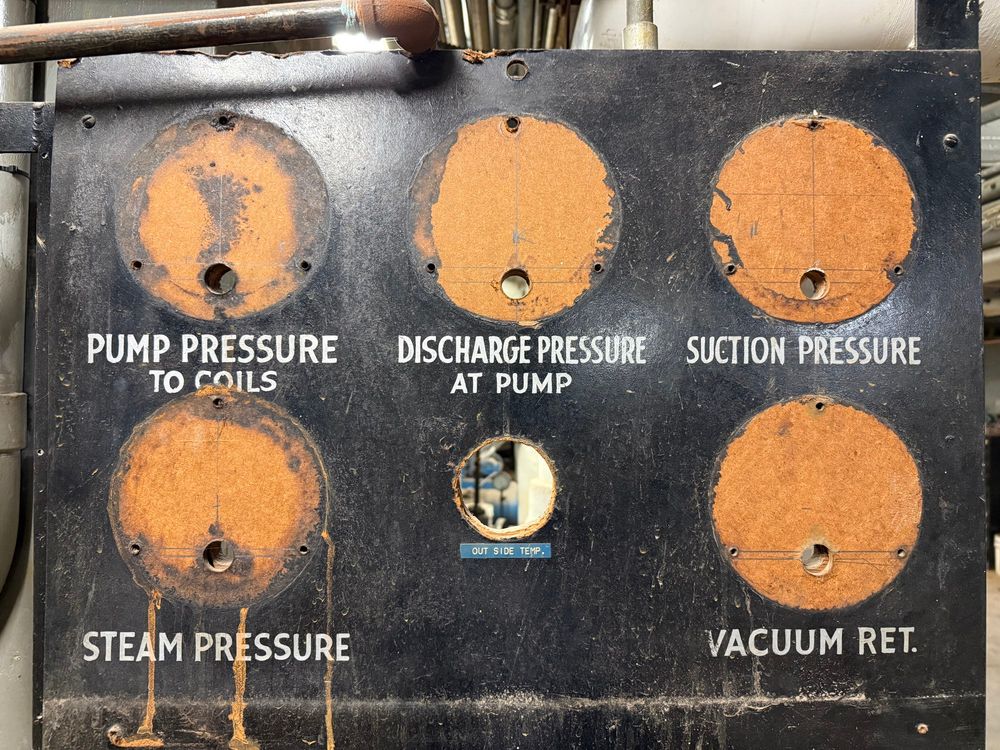 PUMP PRESSURE
TO COILS
DISCHARGE PRESSURE
AT PUMP
SUCTION PRESSURE
OUT SIDE TEMP.
STEAM PRESSURE
VACUUM RET.